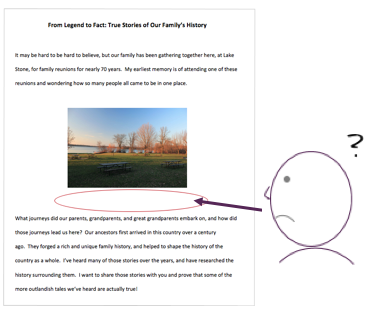 From Legend to Fact: True Stories of Our Family's History
It may be hard to be hard to believe, but our family has been gathering together here, at Lake
Stone, for family reunions for nearly 70 years.  My earliest memory is of attending one of these
reunions and wondering how so many people all came to be in one place.
?
What journeys did our parents, grandparents, and great grandparents embark on, and how did
those journeys lead us here?  Our ancestors first arrived in this country over a century
ago.  They forged a rich and unique family history, and helped to shape the history of the
country as a whole.  I've heard many of those stories over the years, and have researched the
history surrounding them.  I want to share those stories with you and prove that some of the
more outlandish tales we've heard are actually true!